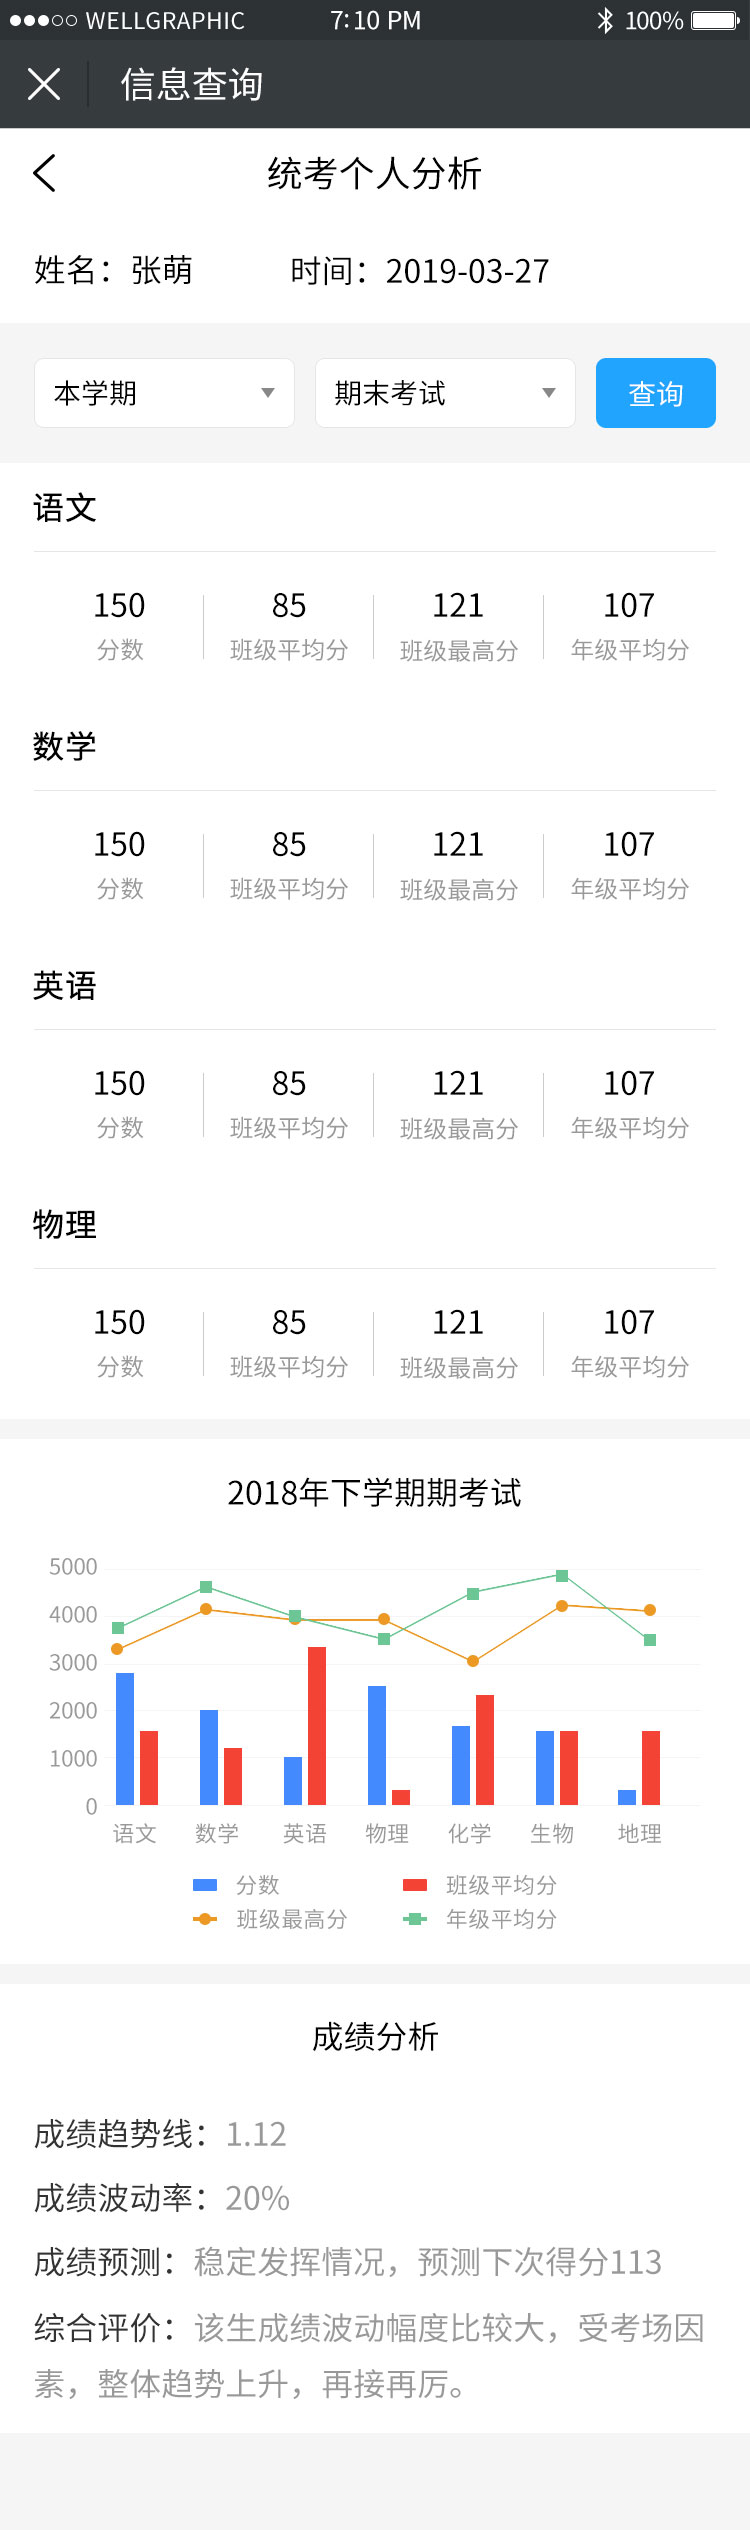 WELLGRAPHIC 7:10 PM 100%
信息查询
统考个人分析
姓名：张萌 时间：2019-03-27
本学期 期末考试 查询
语文
150 85 121 107
分数 班级平均分 班级最高分 年级平均分
数学
150 85 121 107
分数 班级平均分 班级最高分 年级平均分
英语
150 85 121 107
分数 班级平均分 班级最高分 年级平均分
物理
150 85 121 107
分数 班级平均分 班级最高分 年级平均分
2018年下学期期考试
5000
4000
3000
2000
1000
0
语文 数学 英语 物理 化学 生物 地理
分数 班级平均分
班级最高分 年级平均分
成绩分析
成绩趋势线：1.12
成绩波动率：20%
成绩预测：稳定发挥情况，预测下次得分113
综合评价：该生成绩波动幅度比较大，受考场因
素，整体趋势上升，再接再厉。